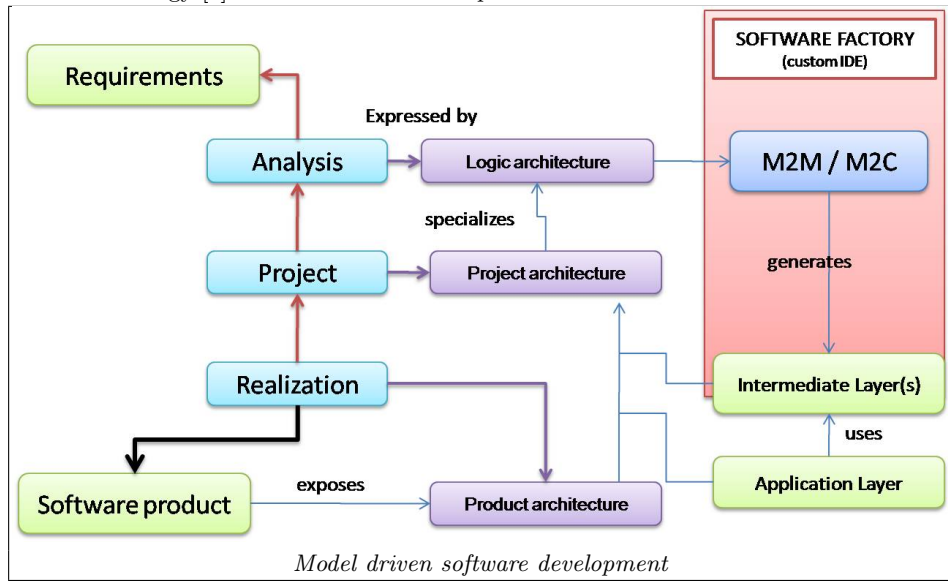 SOFTWARE FACTORY
(custom IDE)
Requirements
Expressed by
Analysis
Logic architecture
M2M / M2C
specializes
Project
Project architecture
generates
Realization
Intermediate Layer(s)
uses
Software product
exposes
Product architecture
Application Layer
Model driven software development